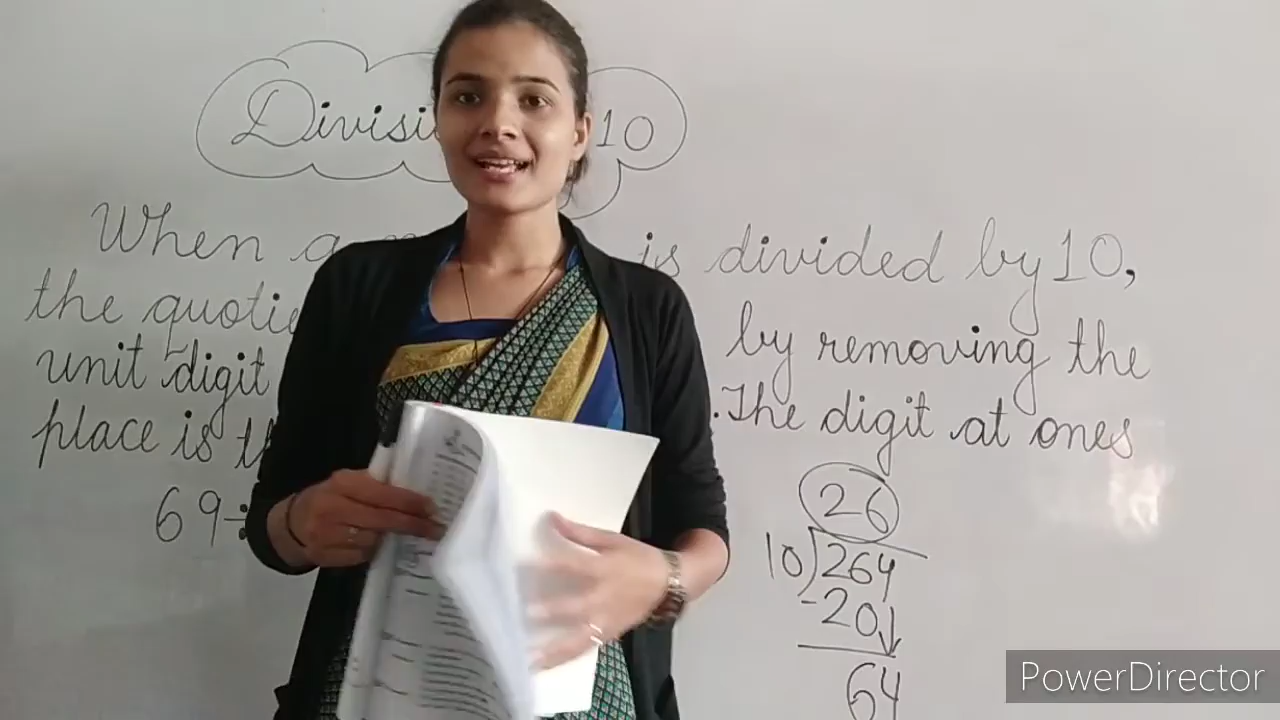 Divisi 10
When a is divided by 10,
the quotie
unit digit by removing the
place is th . The digit at ones
69÷
26
10)264
-20
64
PowerDirector